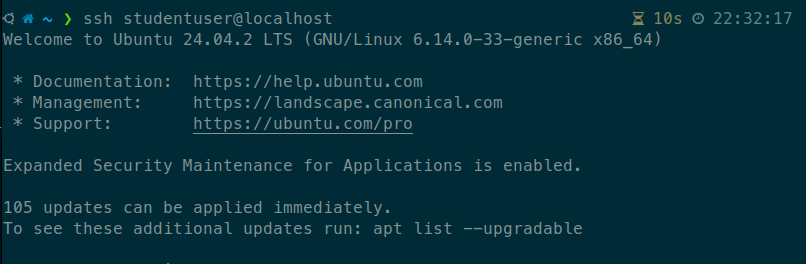 ~ ❯ ssh studentuser@localhost 10s 22:32:17
Welcome to Ubuntu 24.04.2 LTS (GNU/Linux 6.14.0-33-generic x86_64)
* Documentation: https://help.ubuntu.com
* Management: https://landscape.canonical.com
* Support: https://ubuntu.com/pro
Expanded Security Maintenance for Applications is enabled.
105 updates can be applied immediately.
To see these additional updates run: apt list --upgradable